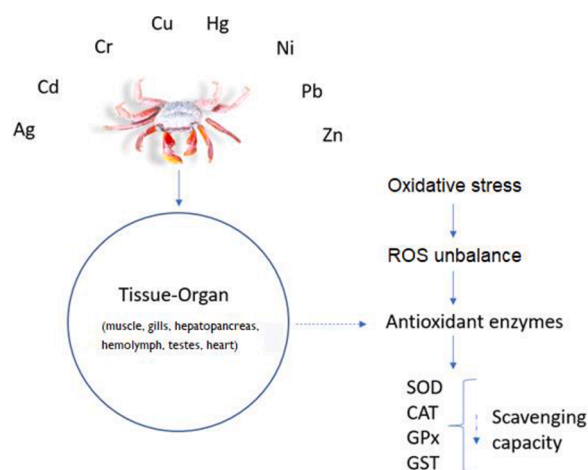 Cu
Hg
Cr
Ni
Cd
Pb
Ag
Zn
Oxidative stress
ROS unbalance
Tissue-Organ
(muscle, gills, hepatopancreas,
hemolymph, testes, heart)
Antioxidant enzymes
SOD
CAT
GPx
GST
Scavenging
capacity